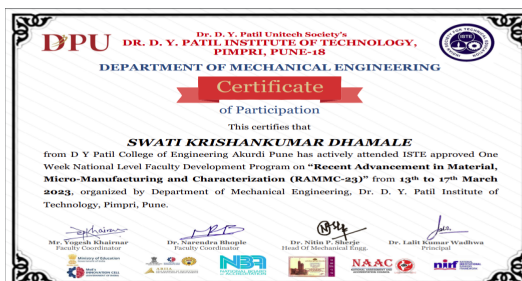 DPU
Dr. D. Y. Patil Unitech Society's
DR. D. Y. PATIL INSTITUTE OF TECHNOLOGY,
PIMPRI, PUNE-18
ISTE
DEPARTMENT OF MECHANICAL ENGINEERING
Certificate
of Participation
This certifies that
SWATI KRISHANKUMAR DHAMALE
from D Y Patil College of Engineering Akurdi Pune has actively attended ISTE approved One
Week National Level Faculty Development Program on "Recent Advancement in Material,
Micro-Manufacturing and Characterization (RAMMC-23)" from 13th to 17th March
2023, organized by Department of Mechanical Engineering, Dr. D. Y. Patil Institute of
Technology, Pimpri, Pune.
Mr. Yogesh Khairnar
Faculty Coordinator
Dr. Narendra Bhople
Faculty Coordinator
Dr. Nitin P. Sherje
Head Of Mechanical Engg.
Dr. Lalit Kumar Wadhwa
Principal
Ministry of Education
ARIIA
NBA
NAAC
nirf